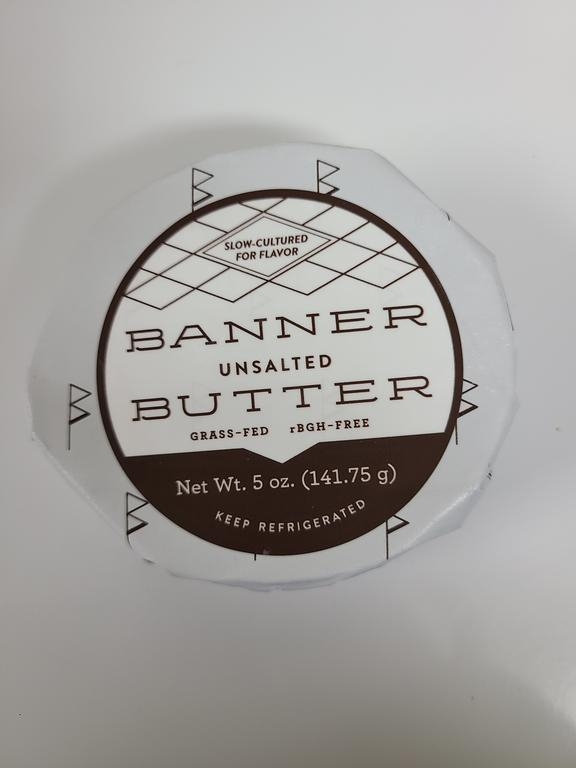 SLOW-CULTURED
FOR FLAVOR
BANNER
UNSALTED
BUTTER
GRASS-FED rBGH-FREE
Net Wt. 5 oz. (141.75 g)
KEEP REFRIGERATED